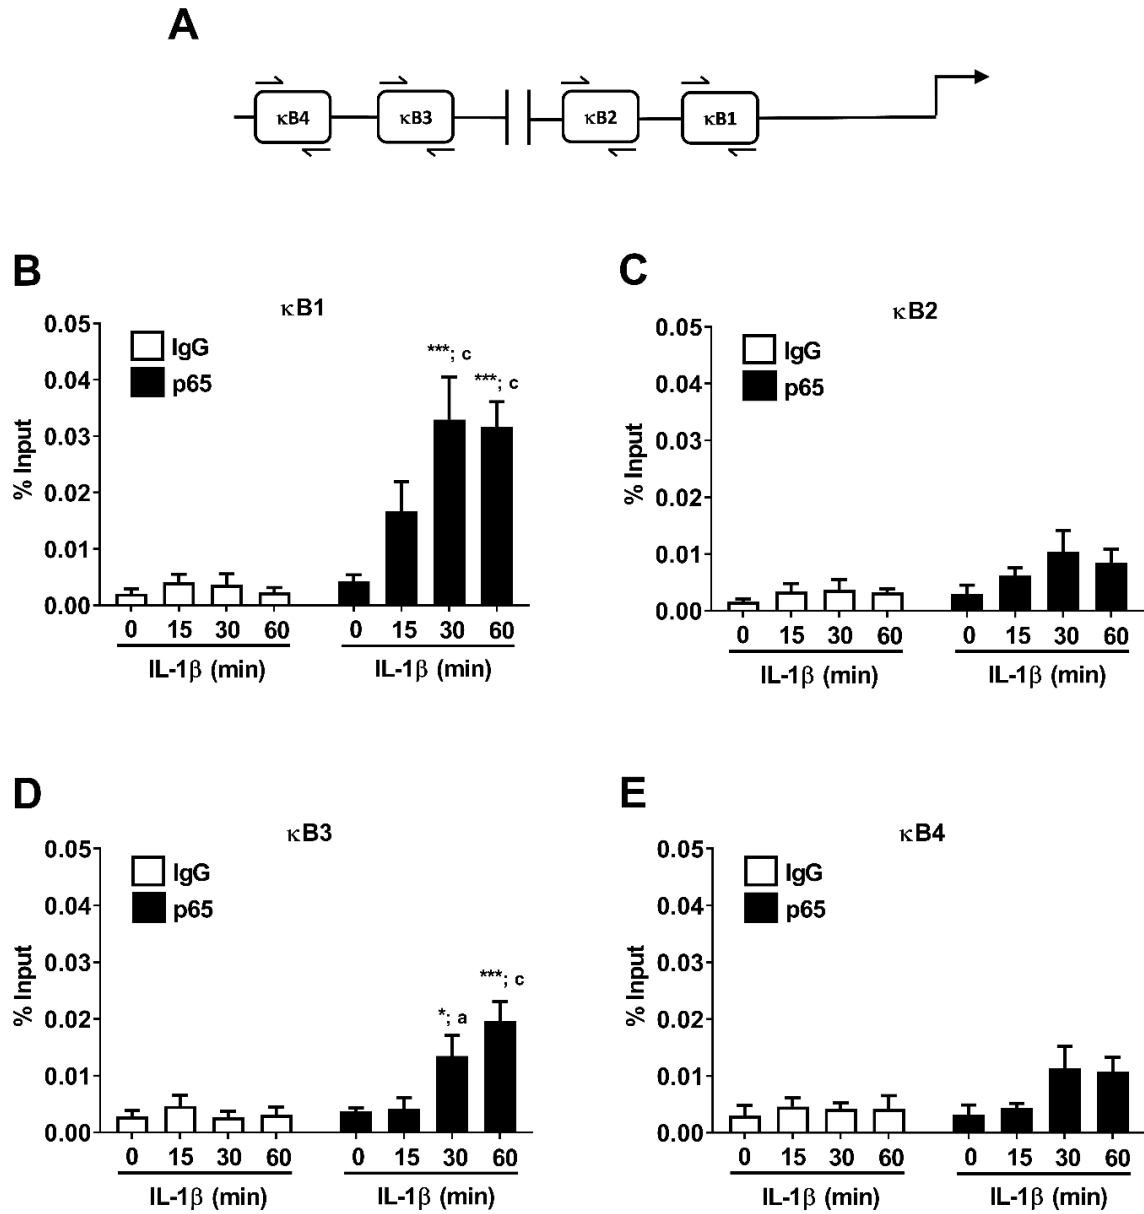 A
κB4 κB3 κB2 κB1
B
κB1
0.05
0.04
0.03
0.02
0.01
0.00
% Input
IgG
p65
***; c
***; c
0 15 30 60 0 15 30 60
IL-1β (min) IL-1β (min)
C
κB2
0.05
0.04
0.03
0.02
0.01
0.00
% Input
IgG
p65
0 15 30 60 0 15 30 60
IL-1β (min) IL-1β (min)
D
κB3
0.05
0.04
0.03
0.02
0.01
0.00
% Input
IgG
p65
*; a
***; c
0 15 30 60 0 15 30 60
IL-1β (min) IL-1β (min)
E
κB4
0.05
0.04
0.03
0.02
0.01
0.00
% Input
IgG
p65
0 15 30 60 0 15 30 60
IL-1β (min) IL-1β (min)